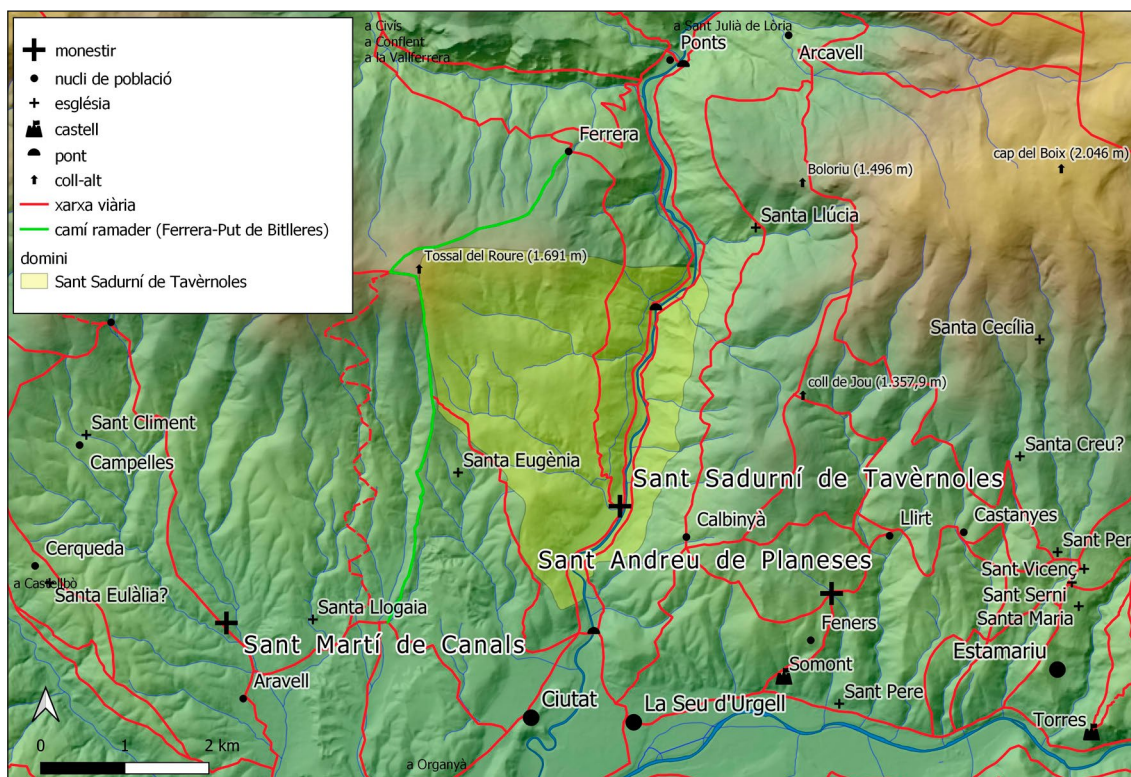 monestir
nucli de població
església
castell
pont
coll-alt
xarxa viària
camí ramader (Ferrera-Put de Bitlleres)
domini
Sant Sadurní de Tavèrnoles
a Civís
a Conflent
a la Vallferrera
a Sant Julià de Lòria
Ponts
Arcavell
Ferrera
Boloriu (1.496 m)
cap del Boix (2.046 m)
Santa Llúcia
Tossal del Roure (1.691 m)
Santa Cecília
coll de Jou (1.357,9 m)
Sant Climent
Campelles
Santa Eugènia
Santa Creu?
Sant Sadurní de Tavèrnoles
Calbinyà
Llirt
Castanyes
Sant Per
Cerqueda
Sant Andreu de Planeses
Sant Vicenç
a Castellbò
Santa Eulàlia?
Sant Serni
Santa Llogaia
Santa Maria
Feners
Sant Martí de Canals
Estamariu
Somont
Aravell
Sant Pere
Ciutat
La Seu d'Urgell
Torres
0 1 2 km
a Organyà